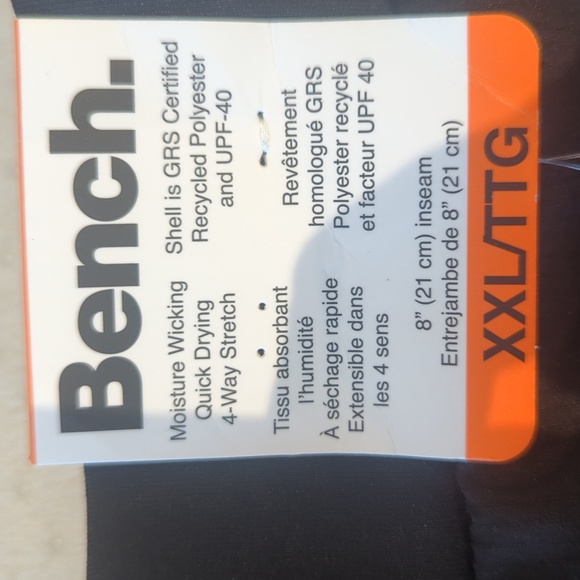 Bench.
Moisture Wicking
Quick Drying
4-Way Stretch
Shell is GRS Certified
Recycled Polyester
and UPF-40
Tissu absorbant
l'humidité
À séchage rapide
Extensible dans
les 4 sens
Revêtement
homologué GRS
Polyester recyclé
et facteur UPF 40
8" (21 cm) inseam
Entrejambe de 8" (21 cm)
XXL/TTG